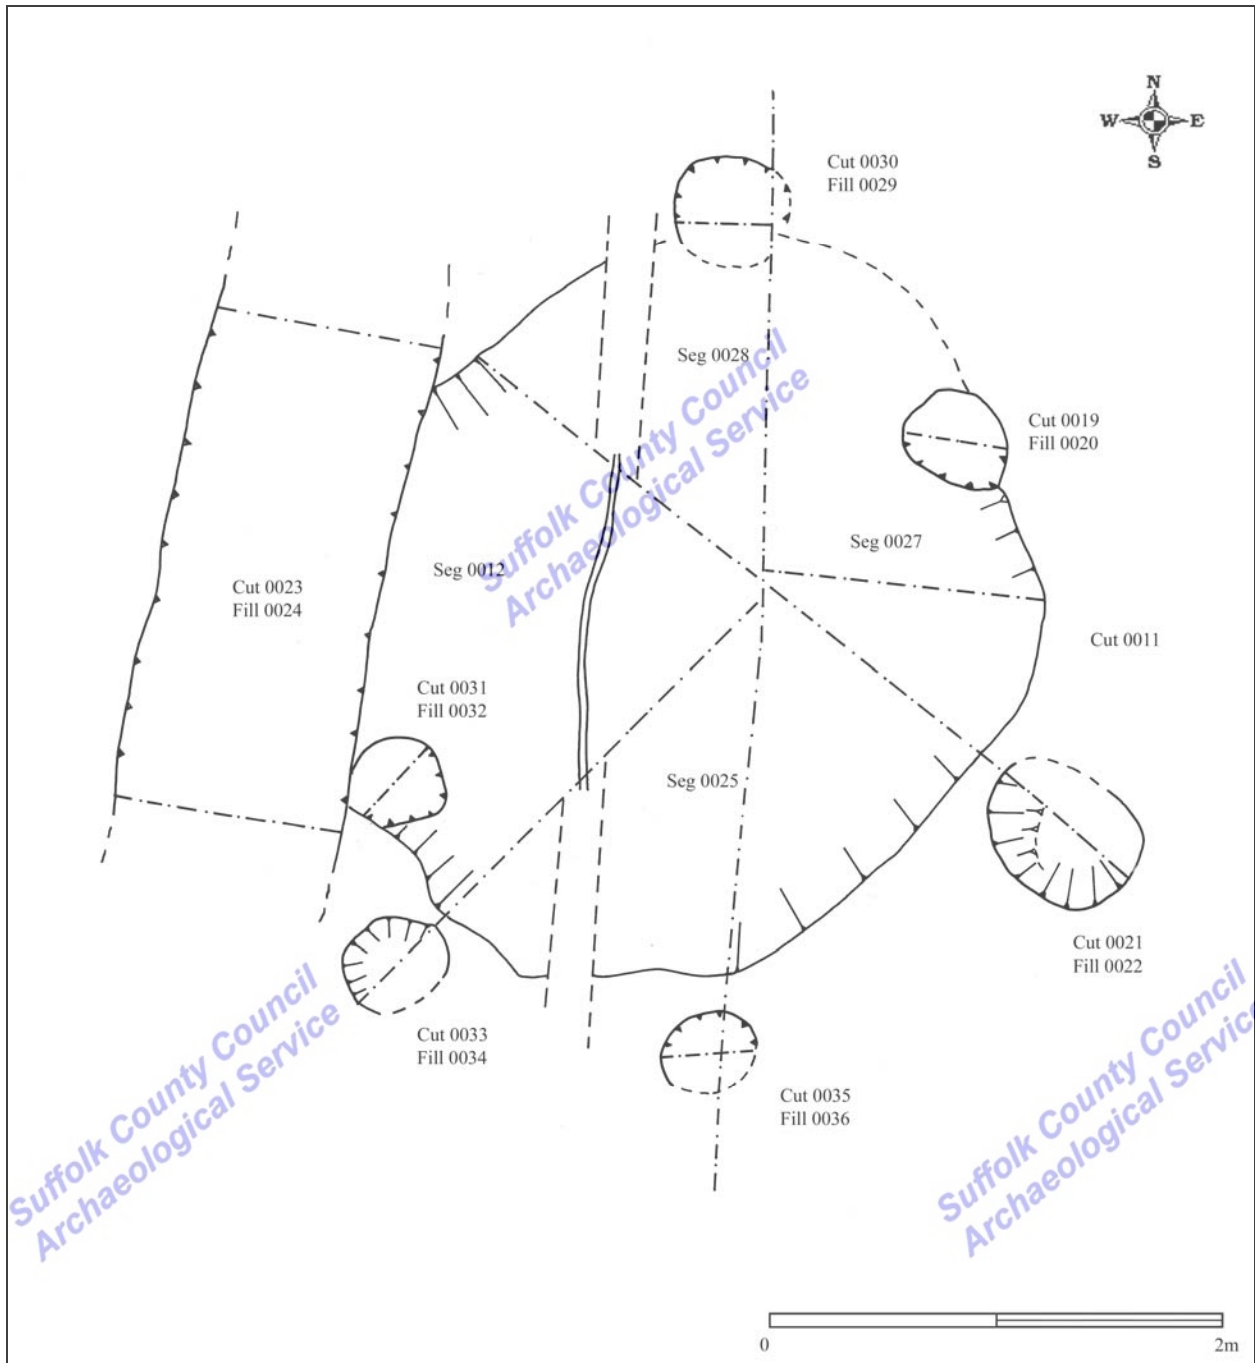 N
W E
S
Cut 0030
Fill 0029
Seg 0028
Cut 0019
Fill 0020
Seg 0027
Seg 0012
Cut 0023
Fill 0024
Cut 0011
Cut 0031
Fill 0032
Seg 0025
Cut 0021
Fill 0022
Cut 0033
Fill 0034
Cut 0035
Fill 0036
Suffolk County Council
Archaeological Service
Suffolk County Council
Archaeological Service
Suffolk County Council
Archaeological Service
0 2m